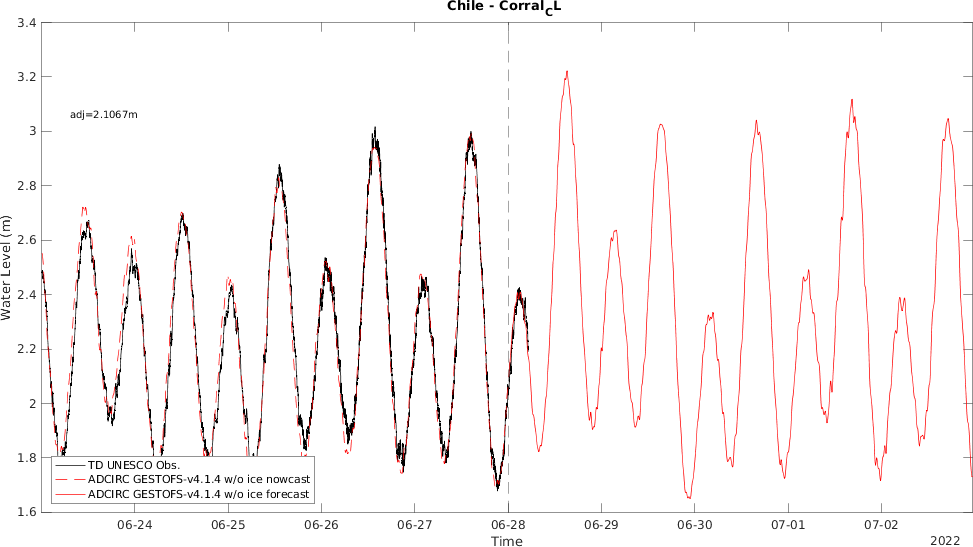 Chile - Corral_CL
3.4
3.2
3
2.8
2.6
2.4
2.2
2
1.8
1.6
Water Level (m)
adj=2.1067m
TD UNESCO Obs.
ADCIRC GESTOFS-v4.1.4 w/o ice nowcast
ADCIRC GESTOFS-v4.1.4 w/o ice forecast
06-24 06-25 06-26 06-27 06-28 06-29 06-30 07-01 07-02
Time
2022